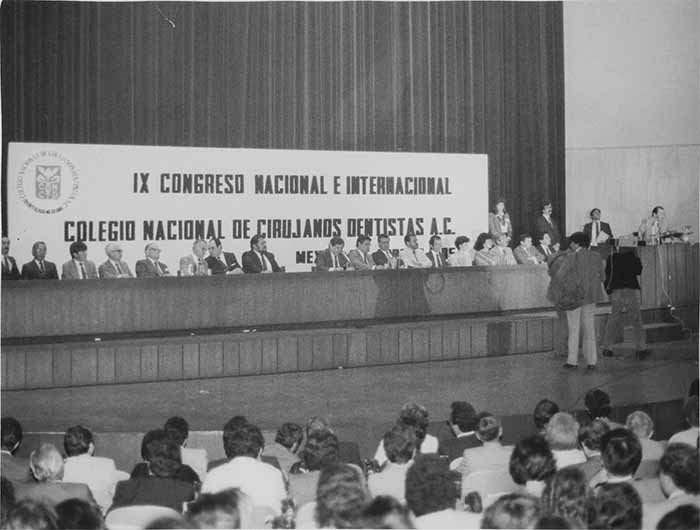 IX CONGRESO NACIONAL E INTERNACIONAL
COLEGIO NACIONAL DE CIRUJANOS DENTISTAS A.C.